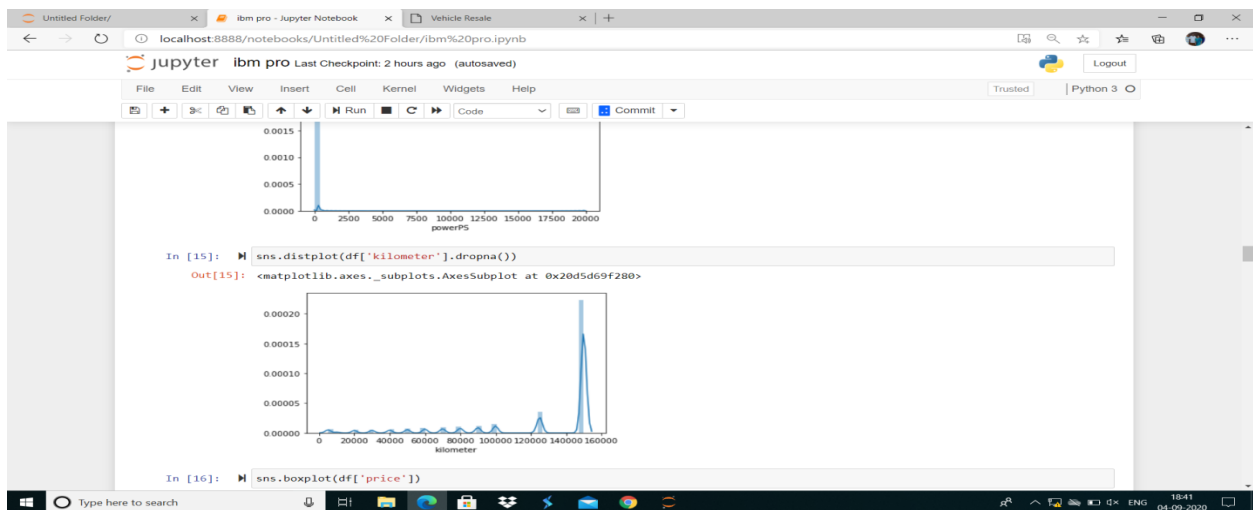 Untitled Folder/ × ibm pro - Jupyter Notebook × Vehicle Resale × +
localhost:8888/notebooks/Untitled%20Folder/ibm%20pro.ipynb
jupyter ibm pro Last Checkpoint: 2 hours ago (autosaved) Logout
File Edit View Insert Cell Kernel Widgets Help Trusted Python 3
Run Code Commit
0.0015
0.0010
0.0005
0.0000
0 2500 5000 7500 10000 12500 15000 17500 20000
powerPS
In [15]: sns.distplot(df['kilometer'].dropna())
Out[15]: <matplotlib.axes._subplots.AxesSubplot at 0x20d5d69f280>
0.00020
0.00015
0.00010
0.00005
0.00000
0 20000 40000 60000 80000 100000 120000 140000 160000
kilometer
In [16]: sns.boxplot(df['price'])
Type here to search ENG 18:41
04-09-2020